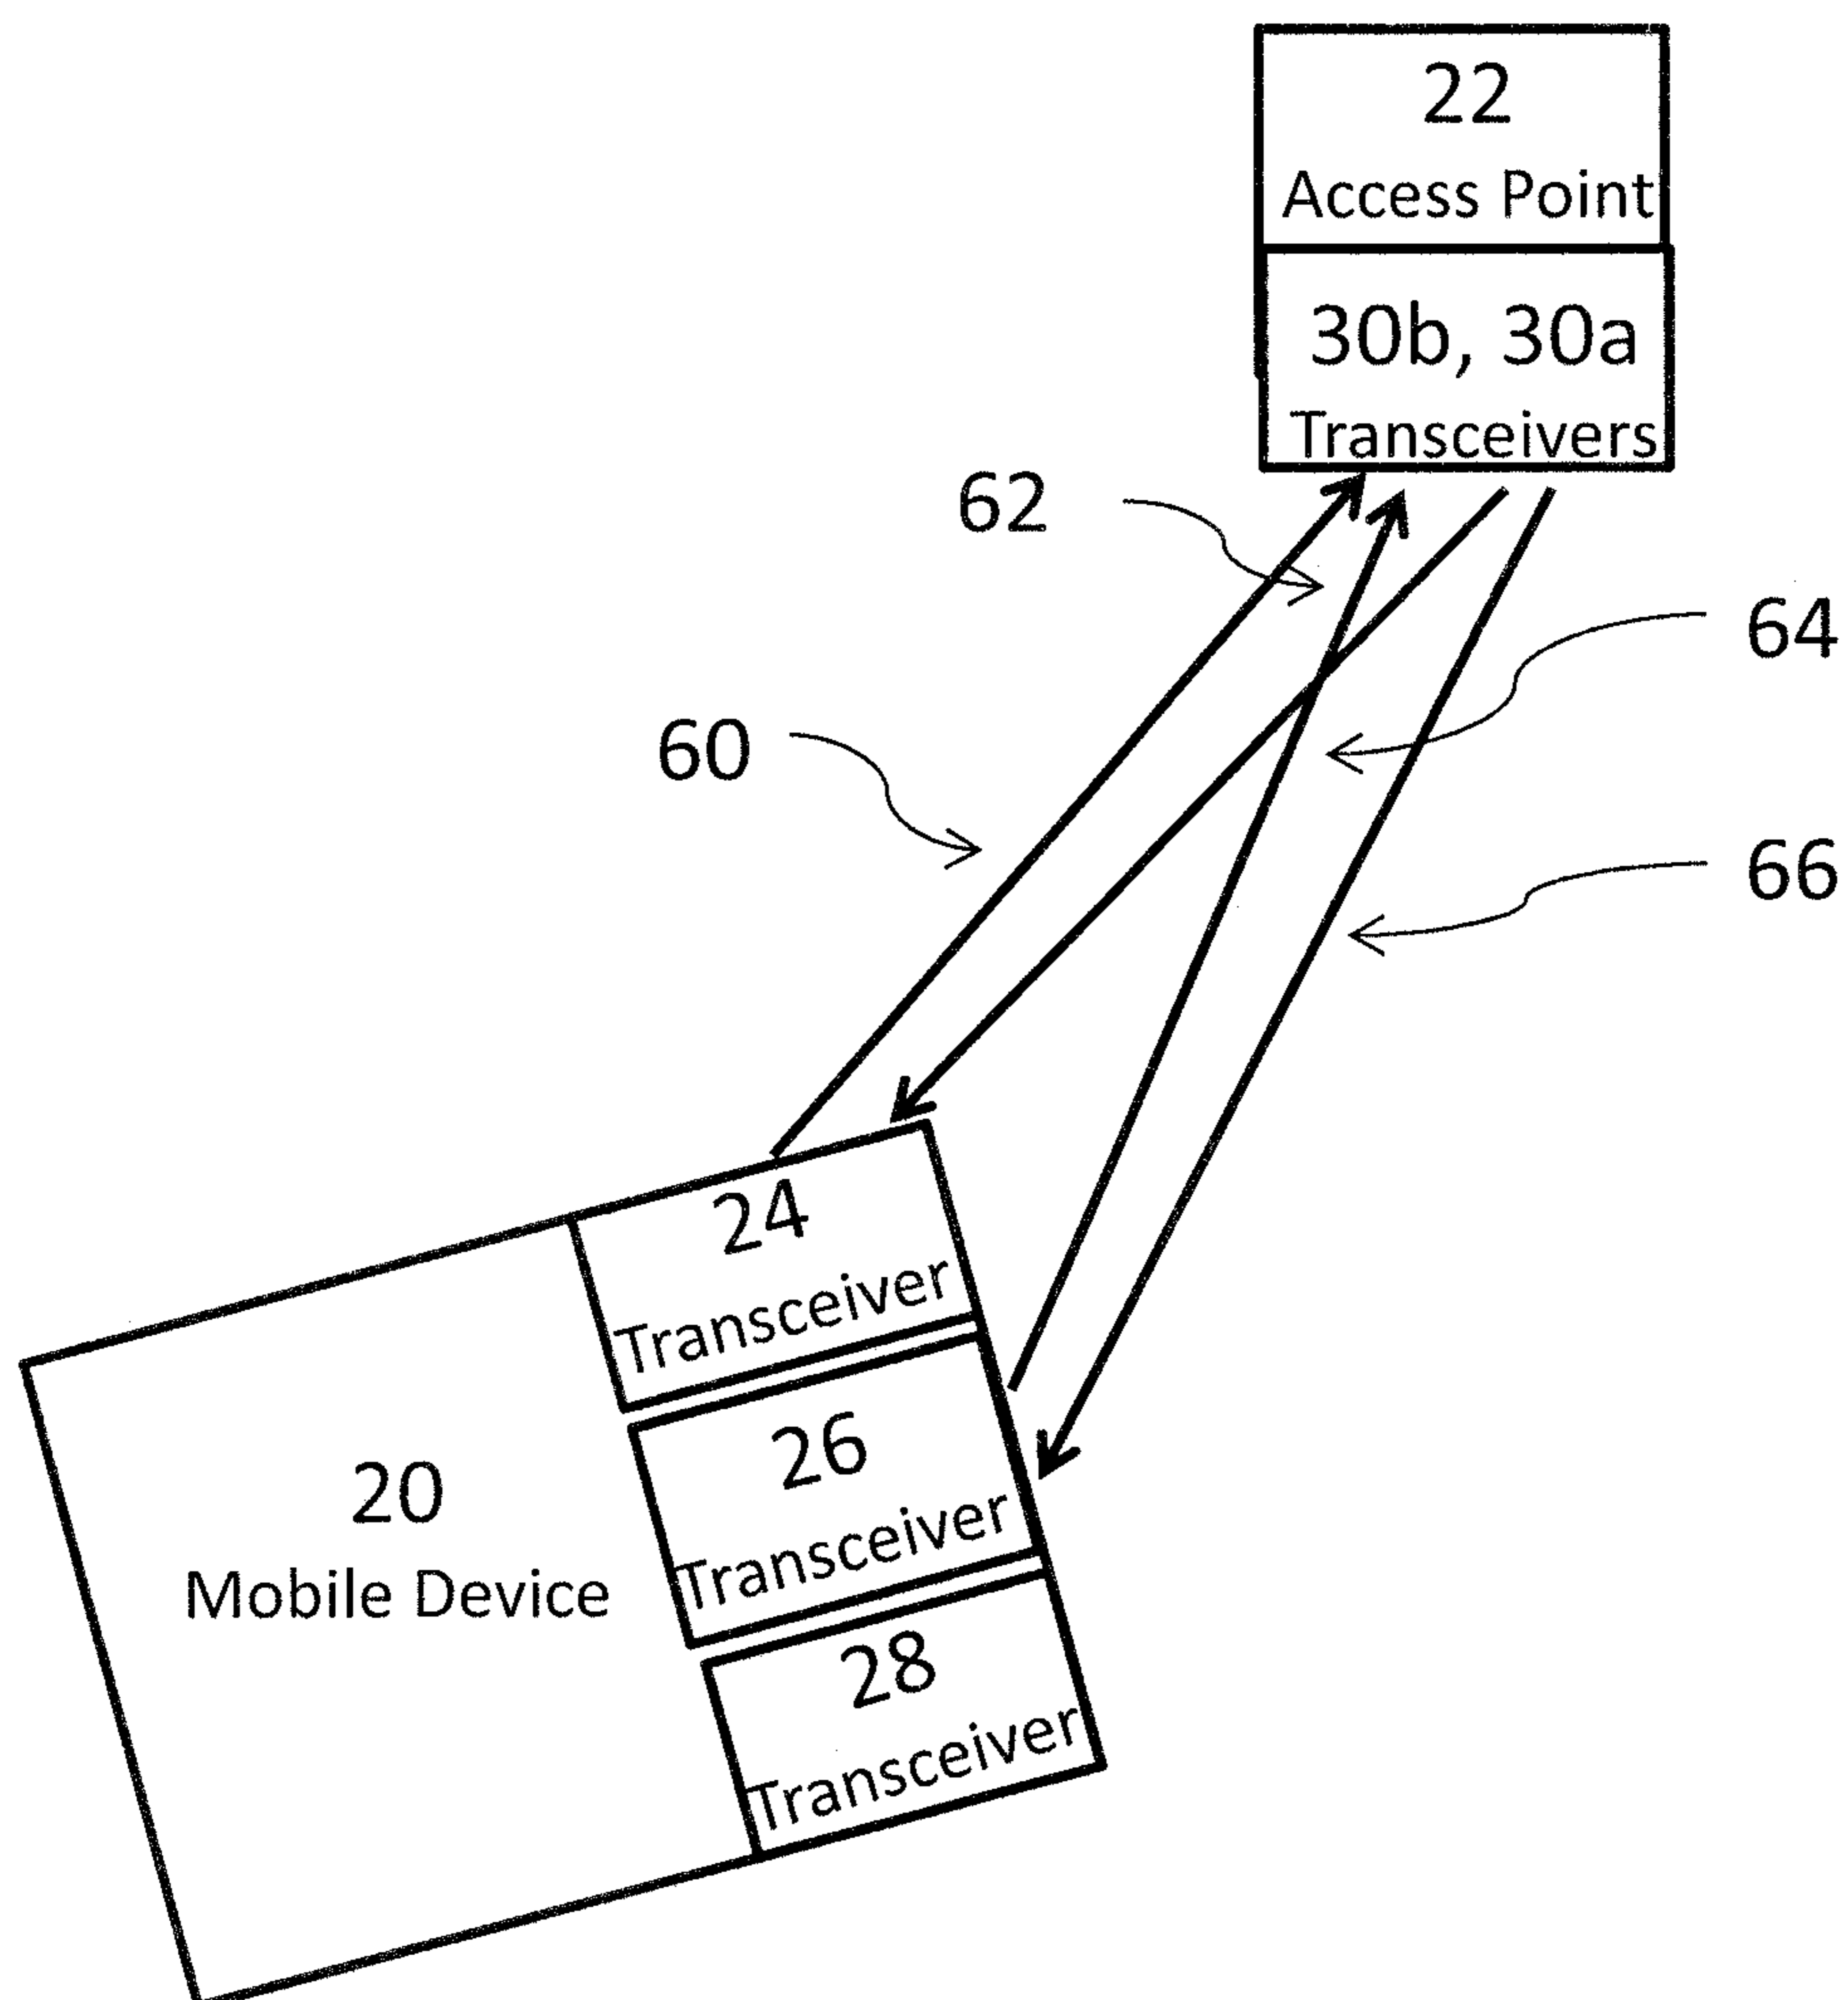 22
Access Point
30b, 30a
Transceivers
62
64
60
66
24
Transceiver
26
Transceiver
20
Mobile Device
28
Transceiver